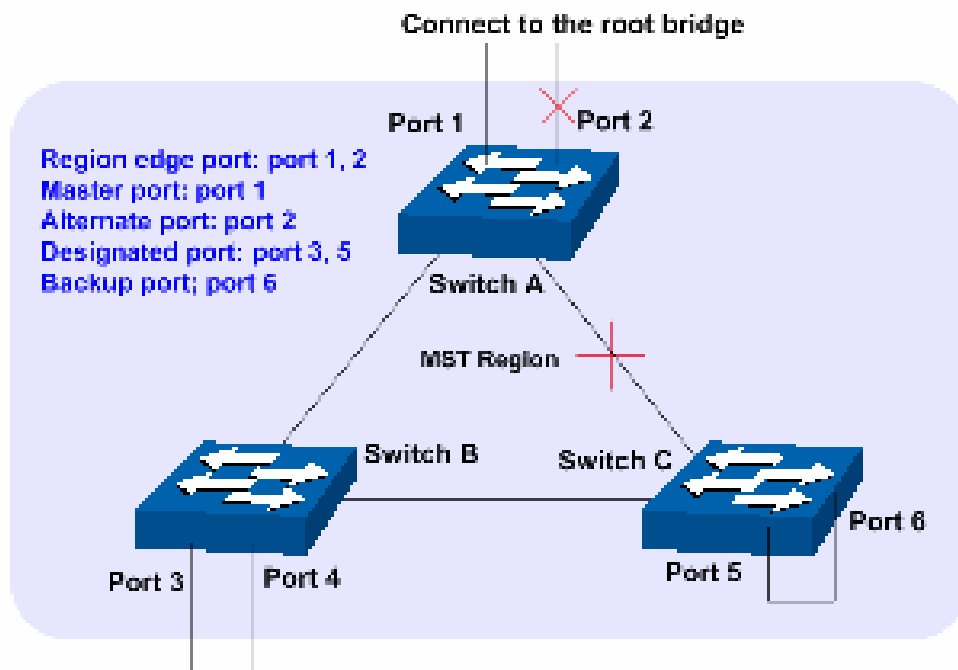 Connect to the root bridge
Port 1
Port 2
Region edge port: port 1, 2
Master port: port 1
Alternate port: port 2
Designated port: port 3, 5
Backup port; port 6
Switch A
MST Region
Switch B
Switch C
Port 6
Port 5
Port 3
Port 4